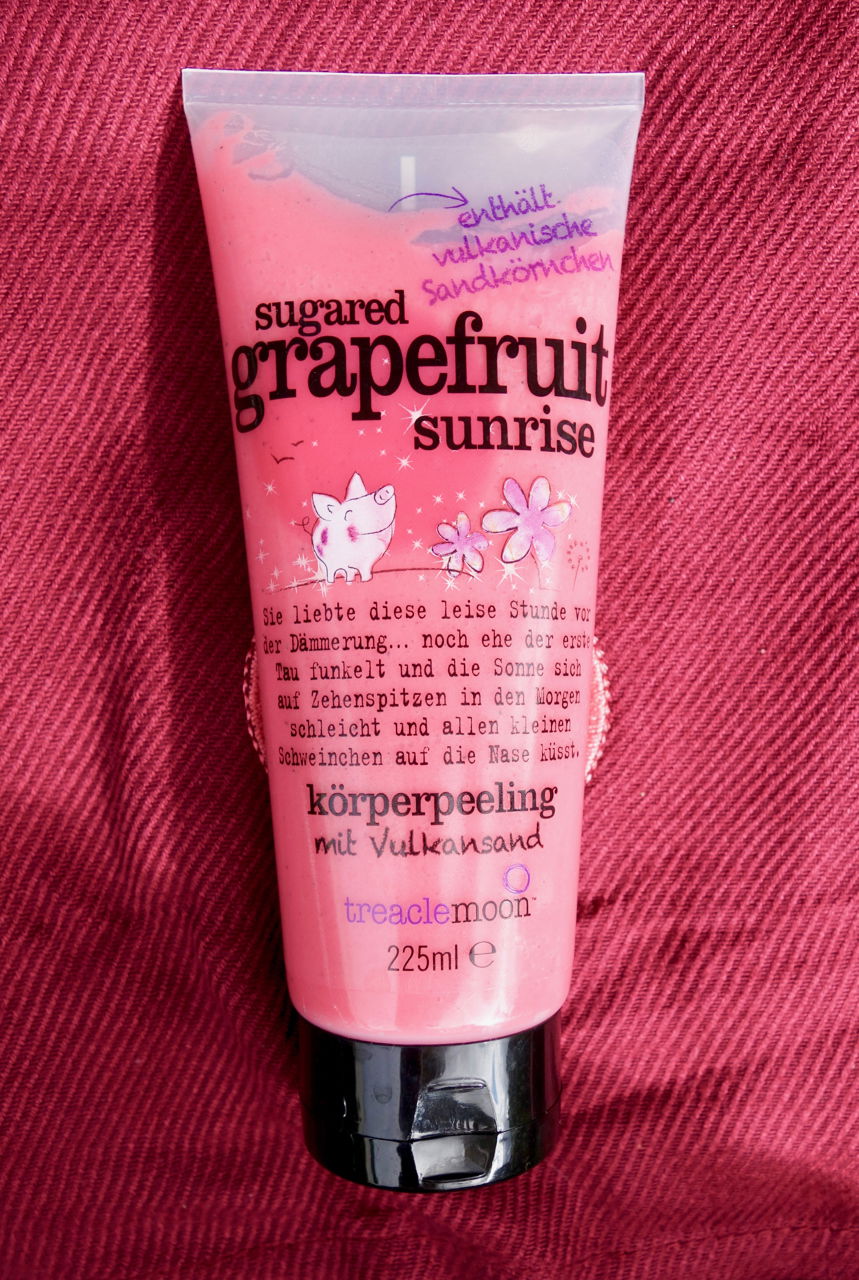 enthält
vulkanische
Sandkörnchen
sugared
grapefruit
sunrise
Sie liebte diese leise Stunde vor
der Dämmerung... noch ehe der erste
Tau funkelt und die Sonne sich
auf Zehenspitzen in den Morgen
schleicht und allen kleinen
Schweinchen auf die Nase küsst.
körperpeeling
mit Vulkansand
treaclemoon™
225ml ℮